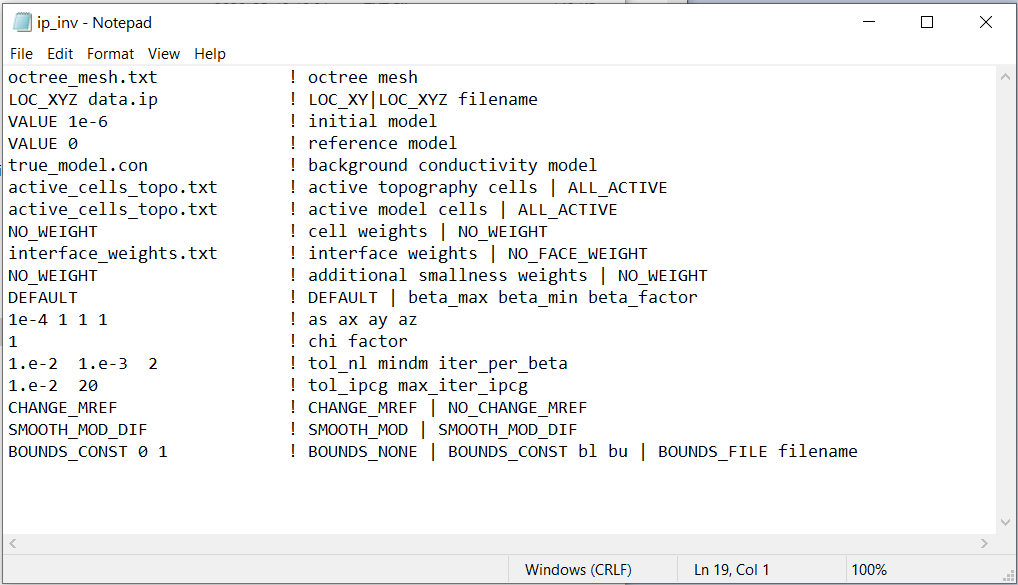 ip_inv - Notepad
File Edit Format View Help
octree_mesh.txt ! octree mesh
LOC_XYZ data.ip ! LOC_XY|LOC_XYZ filename
VALUE 1e-6 ! initial model
VALUE 0 ! reference model
true_model.con ! background conductivity model
active_cells_topo.txt ! active topography cells | ALL_ACTIVE
active_cells_topo.txt ! active model cells | ALL_ACTIVE
NO_WEIGHT ! cell weights | NO_WEIGHT
interface_weights.txt ! interface weights | NO_FACE_WEIGHT
NO_WEIGHT ! additional smallness weights | NO_WEIGHT
DEFAULT ! DEFAULT | beta_max beta_min beta_factor
1e-4 1 1 1 ! as ax ay az
1 ! chi factor
1.e-2 1.e-3 2 ! tol_nl mindm iter_per_beta
1.e-2 20 ! tol_ipcg max_iter_ipcg
CHANGE_MREF ! CHANGE_MREF | NO_CHANGE_MREF
SMOOTH_MOD_DIF ! SMOOTH_MOD | SMOOTH_MOD_DIF
BOUNDS_CONST 0 1 ! BOUNDS_NONE | BOUNDS_CONST bl bu | BOUNDS_FILE filename
Windows (CRLF) Ln 19, Col 1 100%